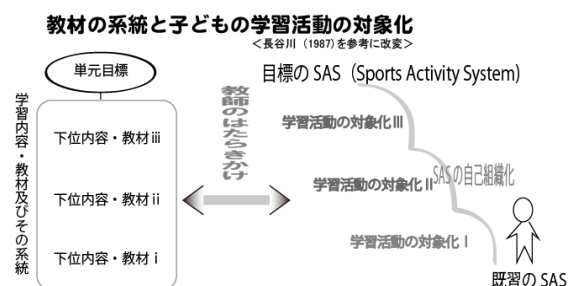 教材の系統と子どもの学習活動の対象化
＜長谷川（1987）を参考に改変＞
単元目標
目標の SAS（Sports Activity System）
学習内容・教材及びその系統
下位内容・教材 iii
下位内容・教材 ii
下位内容・教材 i
教師のはたらきかけ
学習活動の対象化 III
学習活動の対象化 II
学習活動の対象化 I
SAS の自己組織化
既習の SAS